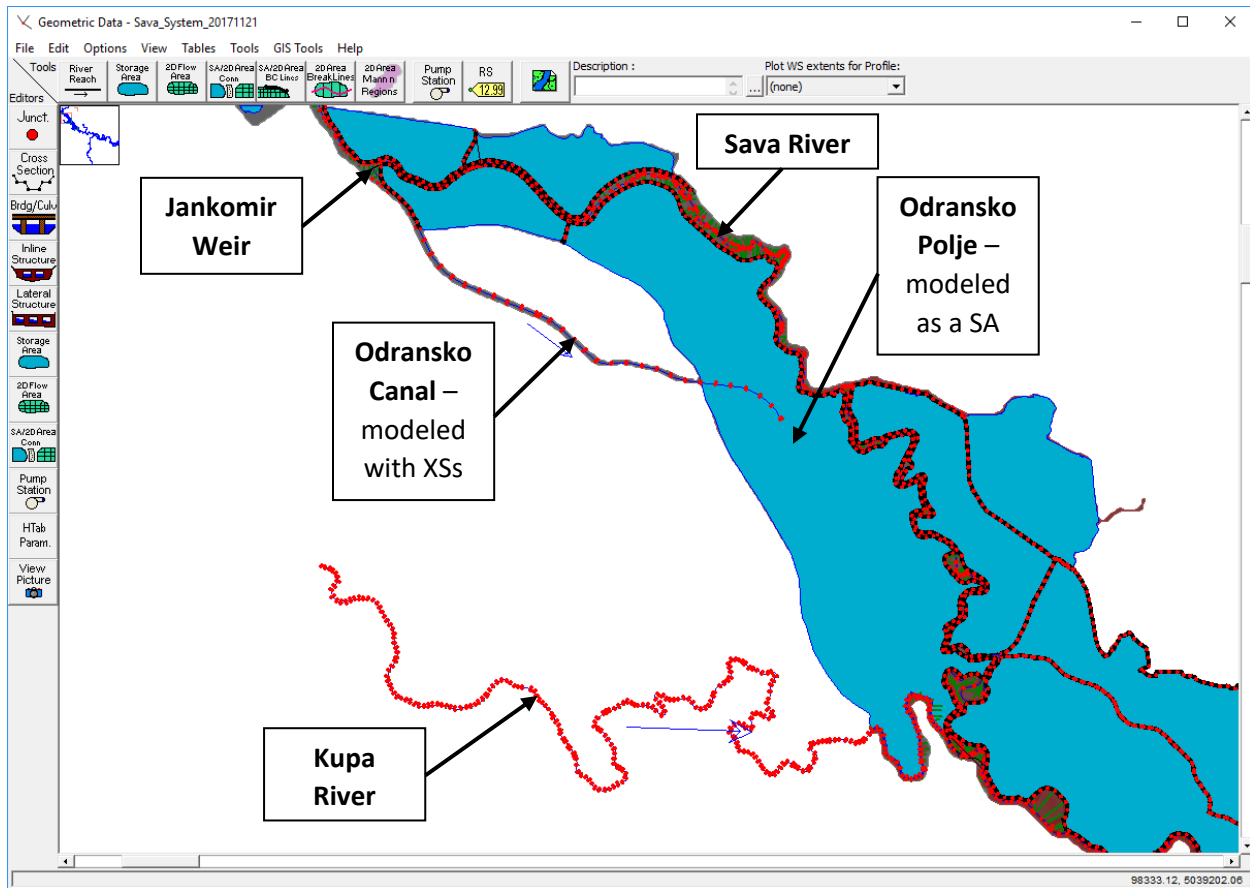 Geometric Data - Sava_System_20171121
File Edit Options View Tables Tools GIS Tools Help
Tools
Editors
River
Reach
Storage
Area
2D Flow
Area
SA/2D Area
Conn
SA/2D Area
BC Lines
2D Area
BreakLines
2D Area
Mann n
Regions
Pump
Station
RS
12.99
Description :
...
Plot WS extents for Profile:
(none)
Junct.
Cross
Section
Brdg/Culv
Inline
Structure
Lateral
Structure
Storage
Area
2D Flow
Area
SA/2D Area
Conn
Pump
Station
HTab
Param.
View
Picture
Sava River
Jankomir
Weir
Odransko
Polje –
modeled
as a SA
Odransko
Canal –
modeled
with XSs
Kupa
River
98333.12, 5039202.06